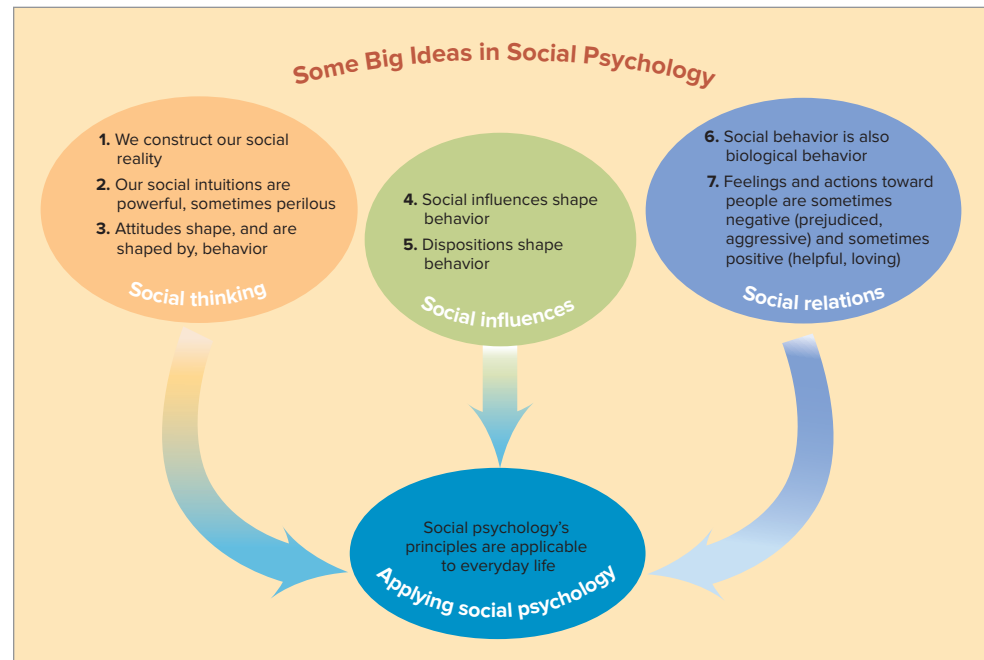 Some Big Ideas in Social Psychology
1. We construct our social
reality
2. Our social intuitions are
powerful, sometimes perilous
3. Attitudes shape, and are
shaped by, behavior
Social thinking
4. Social influences shape
behavior
5. Dispositions shape
behavior
Social influences
6. Social behavior is also
biological behavior
7. Feelings and actions toward
people are sometimes
negative (prejudiced,
aggressive) and sometimes
positive (helpful, loving)
Social relations
Social psychology's
principles are applicable
to everyday life
Applying social psychology